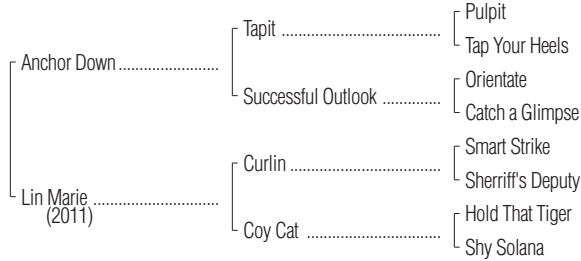 Pulpit
Tapit
Tap Your Heels
Anchor Down
Orientate
Successful Outlook
Catch a Glimpse
Smart Strike
Curlin
Sherriff's Deputy
Lin Marie
(2011)
Hold That Tiger
Coy Cat
Shy Solana